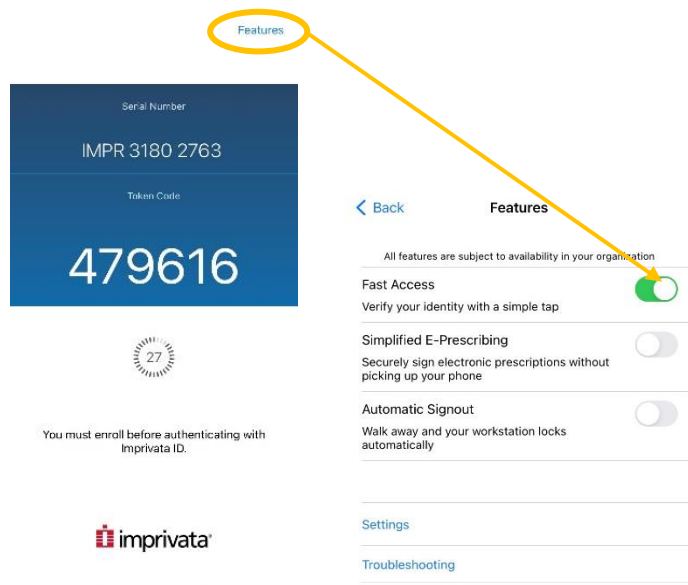 Features
Serial Number
IMPR 3180 2763
Token Code
479616
27
You must enroll before authenticating with
Imprivata ID.
imprivata
Back
Features
All features are subject to availability in your organization
Fast Access
Verify your identity with a simple tap
Simplified E-Prescribing
Securely sign electronic prescriptions without
picking up your phone
Automatic Signout
Walk away and your workstation locks
automatically
Settings
Troubleshooting